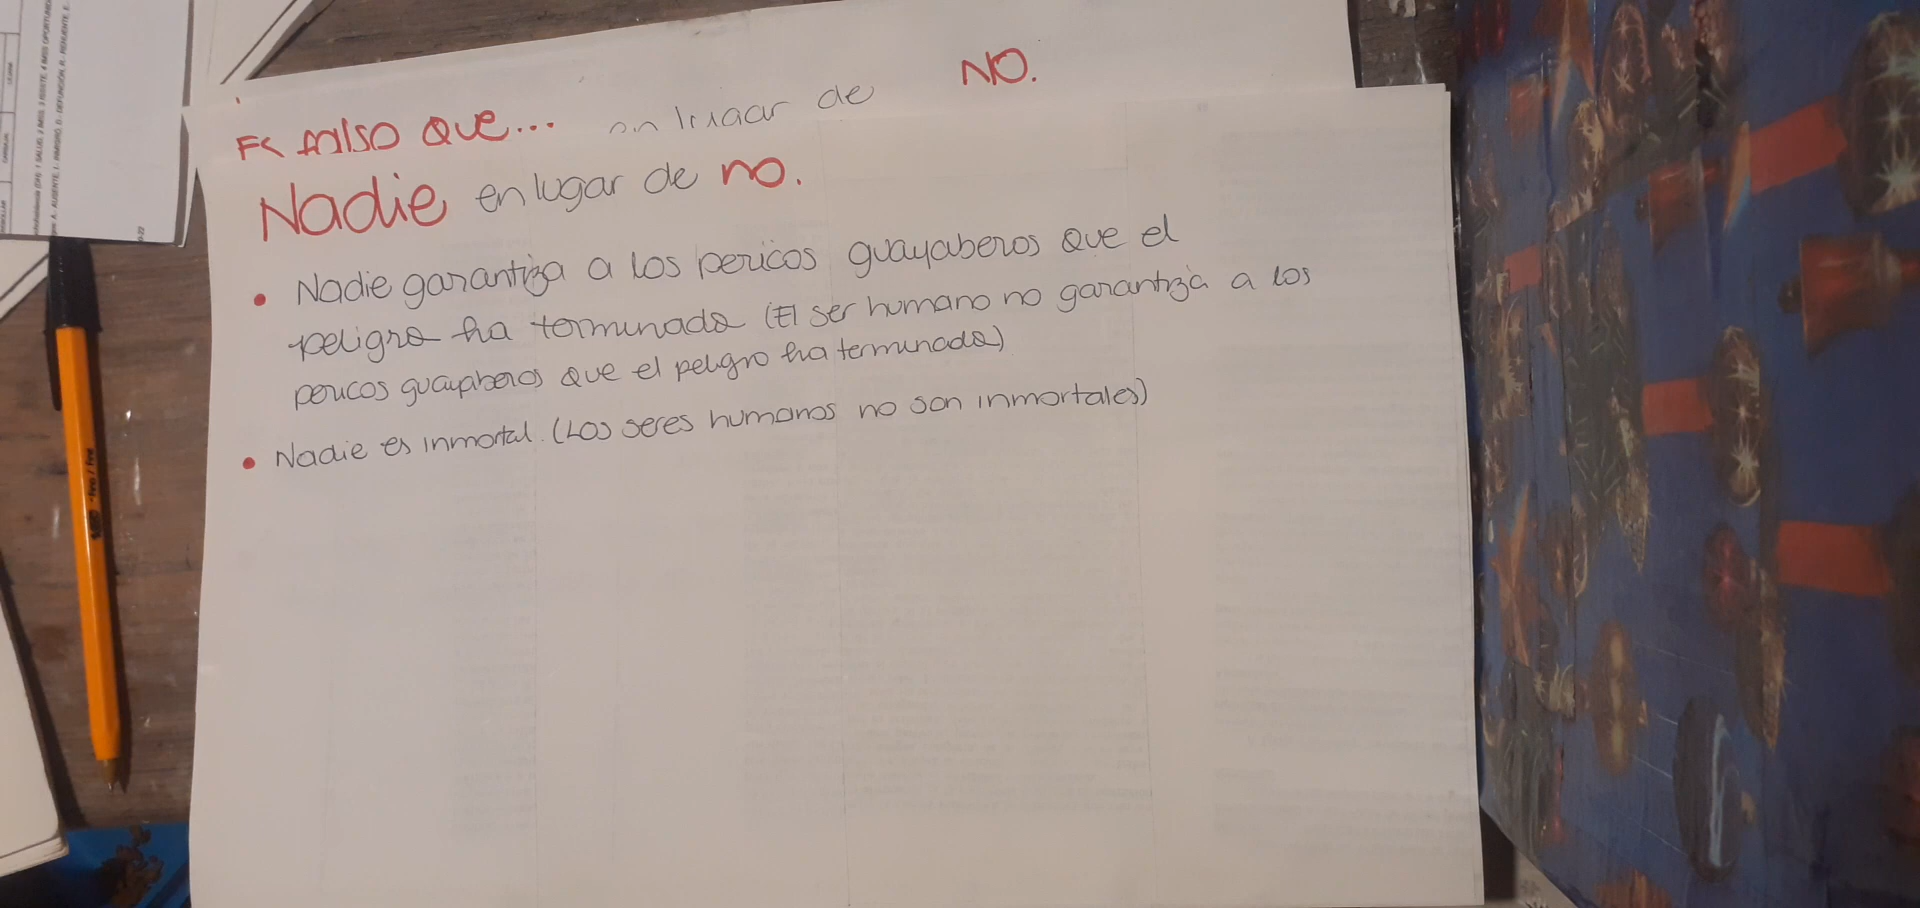 Es falso que... en lugar de NO.
Nadie en lugar de no.
• Nadie garantiza a los pericos guayaberos que el
peligro ha terminado (El ser humano no garantiza a los
pericos guayaberos que el peligro ha terminado)
• Nadie es inmortal. (Los seres humanos no son inmortales)